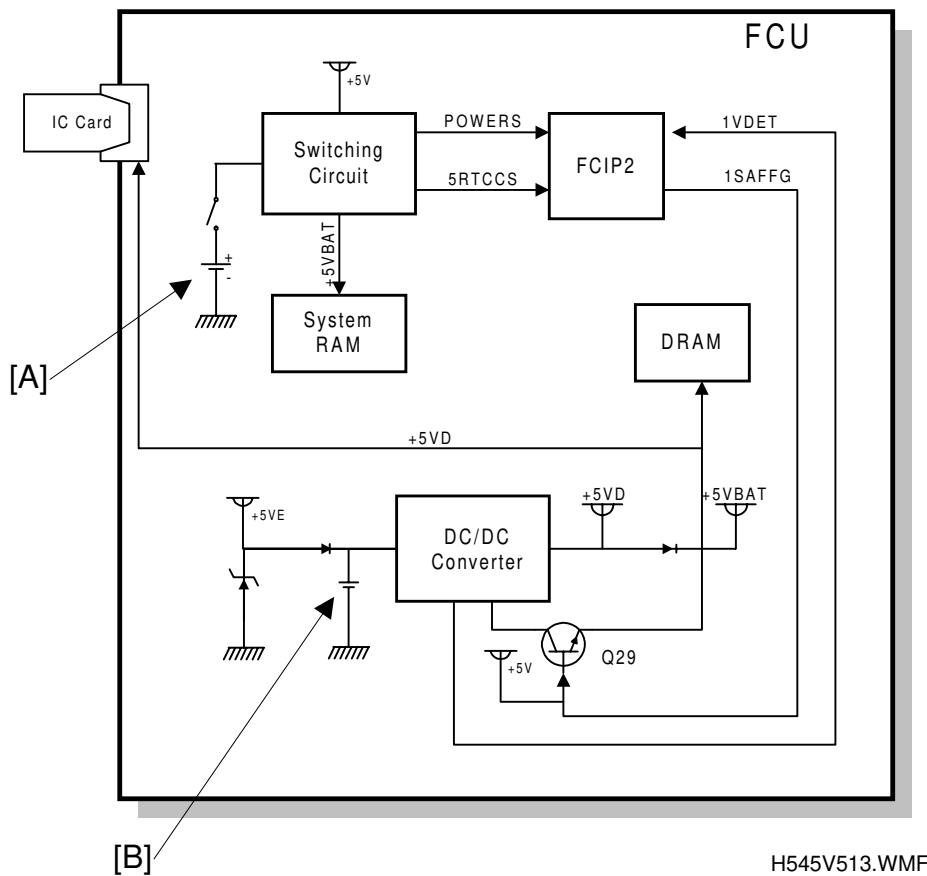 FCU
+5V
IC Card
Switching
Circuit
POWERS
5RTCCS
FCIP2
1VDET
1SAFFG
+5VBAT
+
-
System
RAM
DRAM
[A]
+5VD
+5VE
DC/DC
Converter
+5VD
+5VBAT
+5V
Q29
[B]
H545V513.WMF